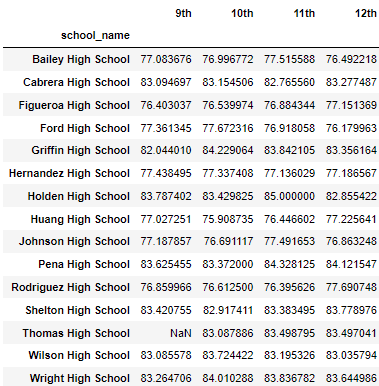 9th 10th 11th 12th
school_name
Bailey High School 77.083676 76.996772 77.515588 76.492218
Cabrera High School 83.094697 83.154506 82.765560 83.277487
Figueroa High School 76.403037 76.539974 76.884344 77.151369
Ford High School 77.361345 77.672316 76.918058 76.179963
Griffin High School 82.044010 84.229064 83.842105 83.356164
Hernandez High School 77.438495 77.337408 77.136029 77.186567
Holden High School 83.787402 83.429825 85.000000 82.855422
Huang High School 77.027251 75.908735 76.446602 77.225641
Johnson High School 77.187857 76.691117 77.491653 76.863248
Pena High School 83.625455 83.372000 84.328125 84.121547
Rodriguez High School 76.859966 76.612500 76.395626 77.690748
Shelton High School 83.420755 82.917411 83.383495 83.778976
Thomas High School NaN 83.087886 83.498795 83.497041
Wilson High School 83.085578 83.724422 83.195326 83.035794
Wright High School 83.264706 84.010288 83.836782 83.644986